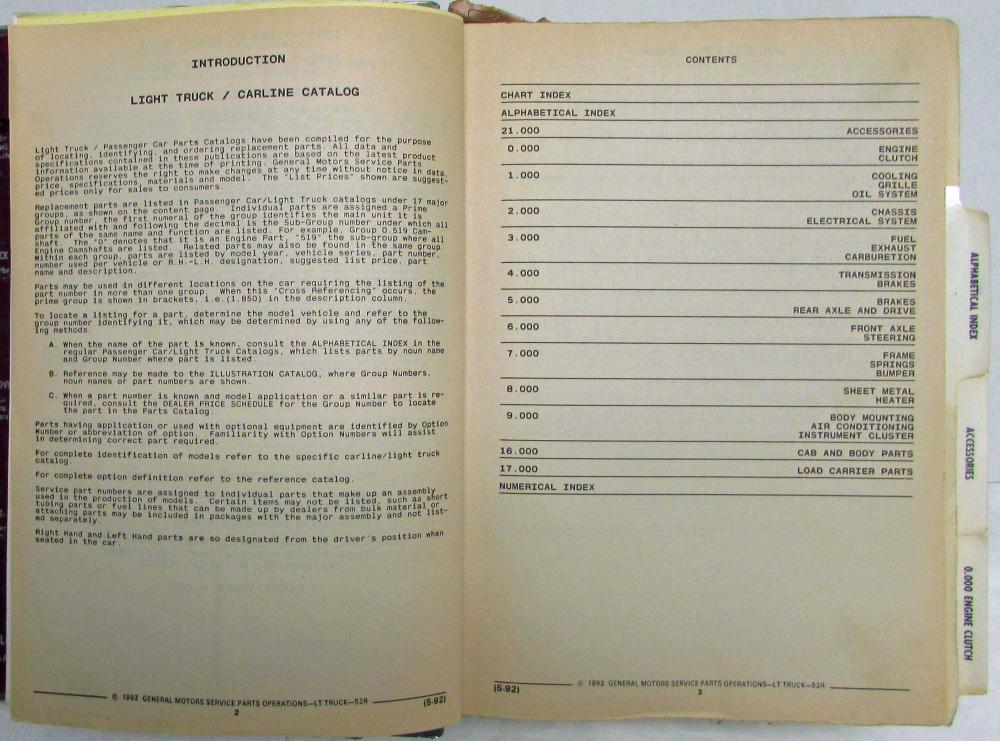 INTRODUCTION
LIGHT TRUCK / CARLINE CATALOG
Light Truck / Passenger Car Parts Catalogs have been compiled for the purpose
of locating, identifying, and ordering replacement parts. All data and
specifications contained in these publications are based on the latest product
information available at the time of printing. General Motors Service Parts
Operations reserves the right to make changes at any time without notice in data,
price, specifications, materials and model. The "List Prices" shown are suggest-
ed prices only for sales to consumers.
Replacement parts are listed in Passenger Car/Light Truck catalogs under 17 major
groups, as shown on the content page. Individual parts are assigned a Prime
Group number, the first numeral of the group identifies the main unit it is
affiliated with and following the decimal is the Sub-Group number under which all
parts of the same name and function are listed. For example, Group 0.519 Cam-
shaft. The "0" denotes that it is an Engine Part, "519" the sub-group where all
Engine Camshafts are listed. Related parts may also be found in the same group.
Within each group, parts are listed by model year, vehicle series, part number,
number used per vehicle or R.H.-L.H. designation, suggested list price, part
name and description.
Parts may be used in different locations on the car requiring the listing of the
part number in more than one group. When this "Cross Referencing" occurs, the
prime group is shown in brackets, i.e.(1.850) in the description column.
To locate a listing for a part, determine the model vehicle and refer to the
group number identifying it, which may be determined by using any of the follow-
ing methods.
A. When the name of the part is known, consult the ALPHABETICAL INDEX in the
regular Passenger Car/Light Truck Catalogs, which lists parts by noun name
and Group Number where part is listed.
B. Reference may be made to the ILLUSTRATION CATALOG, where Group Numbers,
noun names or part numbers are shown.
C. When a part number is known and model application or a similar part is re-
quired, consult the DEALER PRICE SCHEDULE for the Group Number to locate
the part in the Parts Catalog.
Parts having application or used with optional equipment are identified by Option
Number or abbreviation of option. Familiarity with Option Numbers will assist
in determining correct part required.
For complete identification of models refer to the specific carline/light truck
catalog.
For complete option definition refer to the reference catalog.
Service part numbers are assigned to individual parts that make up an assembly
used in the production of models. Certain items may not be listed, such as short
tubing parts or fuel lines that can be made up by dealers from bulk material or
attaching parts may be included in packages with the major assembly and not list-
ed separately.
Right Hand and Left Hand parts are so designated from the driver's position when
seated in the car.
© 1992 GENERAL MOTORS SERVICE PARTS OPERATIONS—LT TRUCK—52R
(5-92)
2
CONTENTS
CHART INDEX
ALPHABETICAL INDEX
21.000 ACCESSORIES
0.000 ENGINE
CLUTCH
1.000 COOLING
GRILLE
OIL SYSTEM
2.000 CHASSIS
ELECTRICAL SYSTEM
3.000 FUEL
EXHAUST
CARBURETION
4.000 TRANSMISSION
BRAKES
5.000 BRAKES
REAR AXLE AND DRIVE
6.000 FRONT AXLE
STEERING
7.000 FRAME
SPRINGS
BUMPER
8.000 SHEET METAL
HEATER
9.000 BODY MOUNTING
AIR CONDITIONING
INSTRUMENT CLUSTER
16.000 CAB AND BODY PARTS
17.000 LOAD CARRIER PARTS
NUMERICAL INDEX
(5-92)
© 1992 GENERAL MOTORS SERVICE PARTS OPERATIONS—LT TRUCK—52R
3
ALPHABETICAL INDEX
ACCESSORIES
0.000 ENGINE CLUTCH